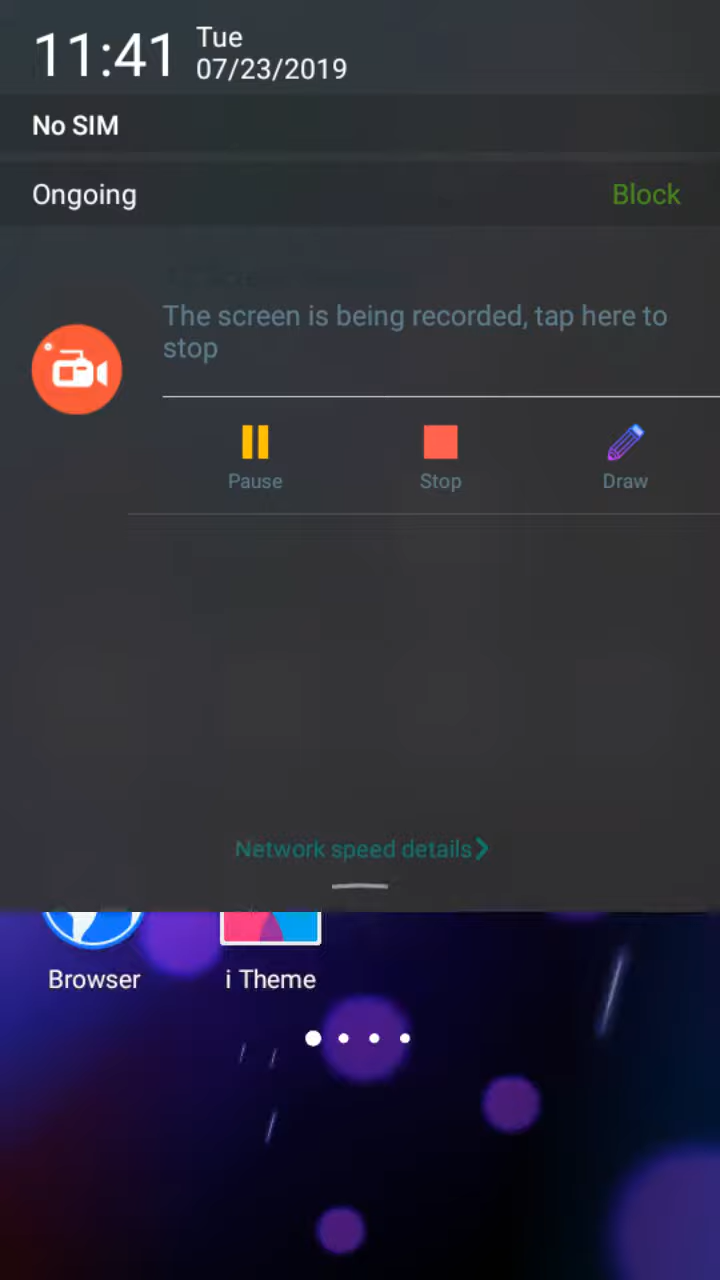 11:41
Tue
07/23/2019
No SIM
Ongoing
Block
The screen is being recorded, tap here to
stop
Pause
Stop
Draw
Network speed details
Browser
i Theme